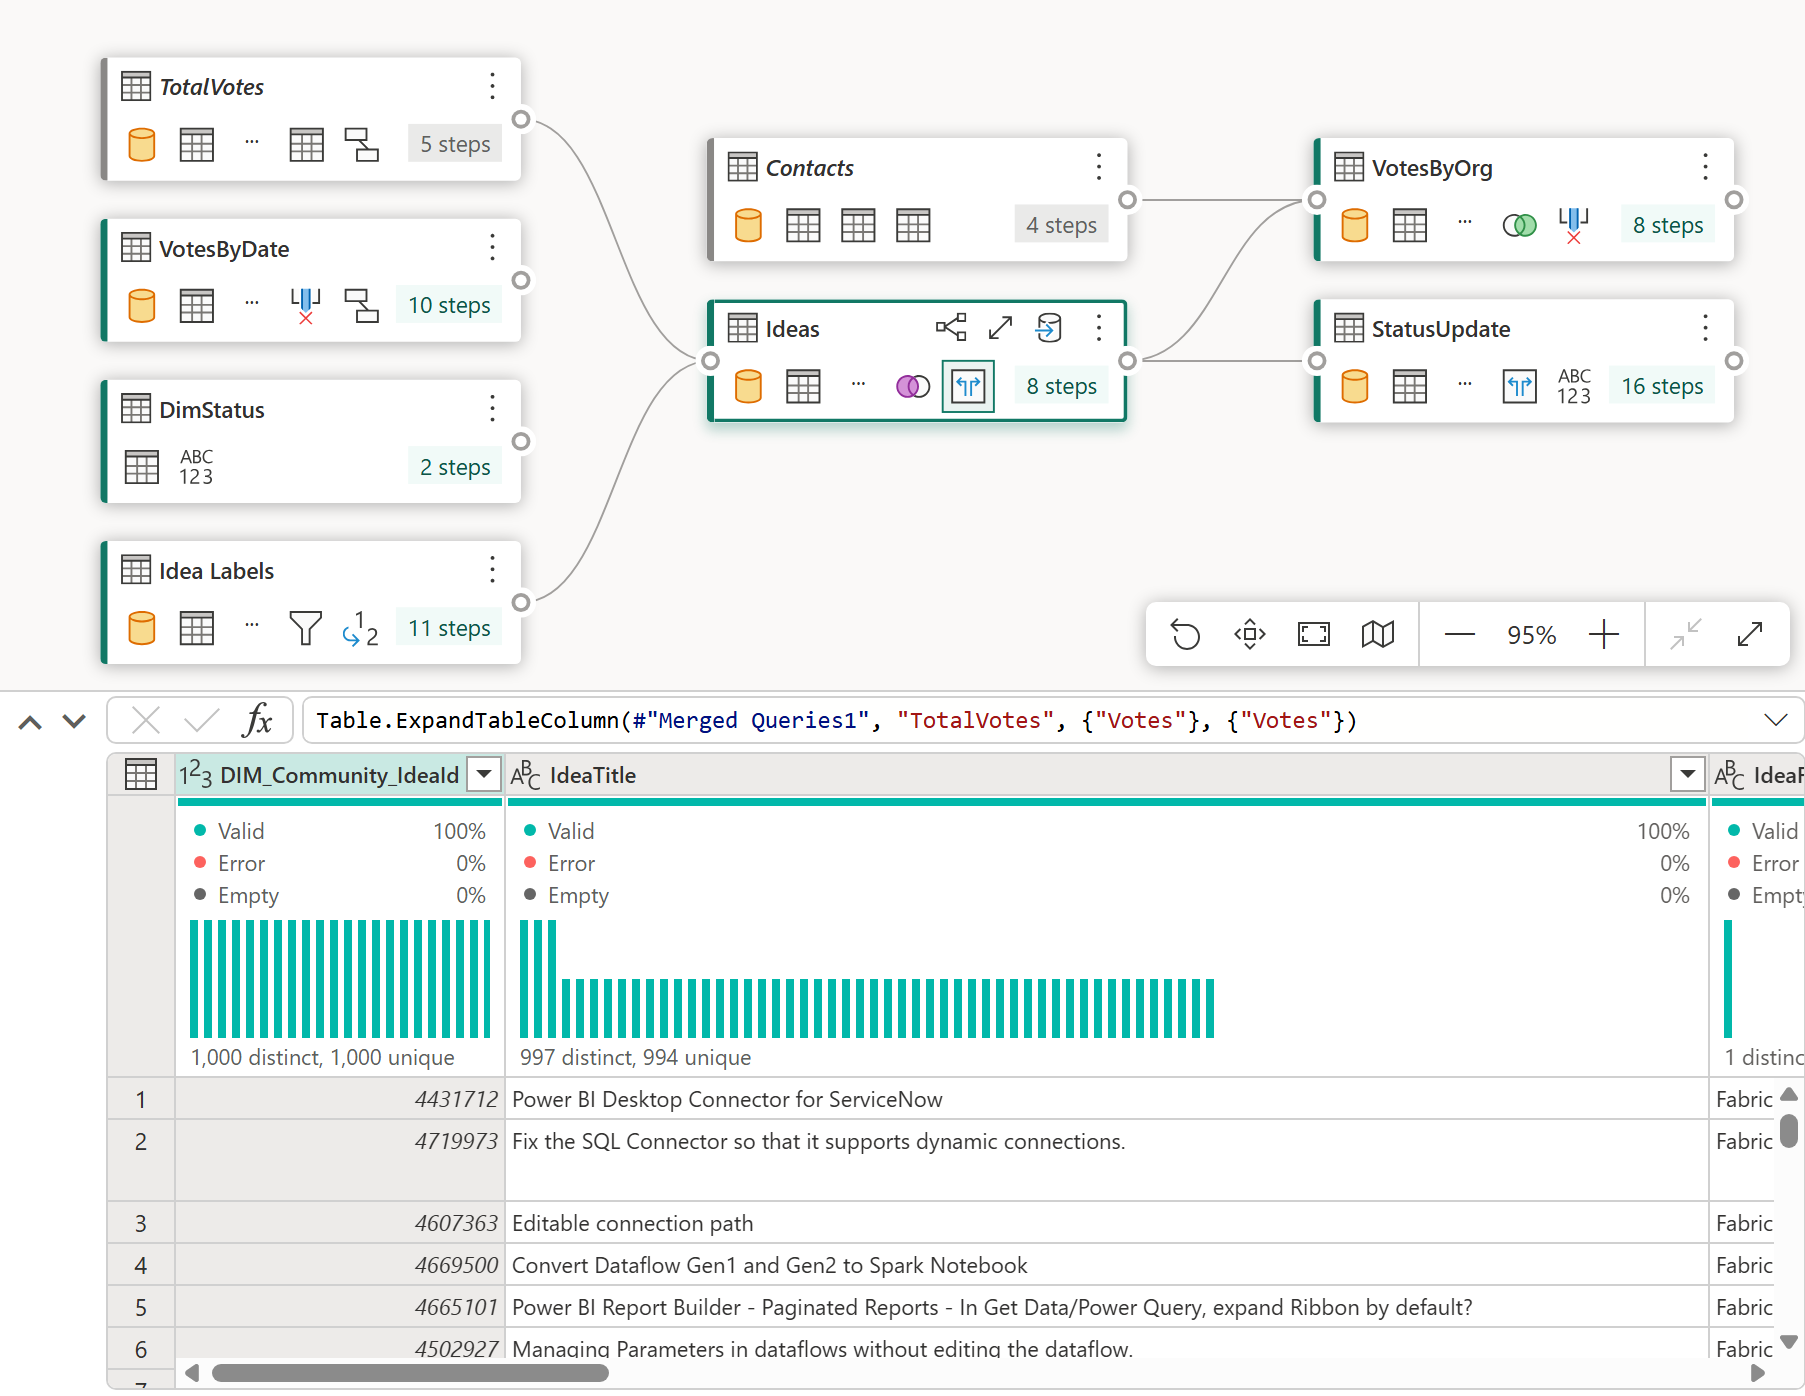 TotalVotes
5 steps
VotesByDate
10 steps
DimStatus
ABC
123
2 steps
Idea Labels
1
2
11 steps
Contacts
4 steps
Ideas
8 steps
VotesByOrg
8 steps
StatusUpdate
ABC
123
16 steps
95%
fx Table.ExpandTableColumn(#"Merged Queries1", "TotalVotes", {"Votes"}, {"Votes"})
123 DIM_Community_IdeaId ABC IdeaTitle ABC
Valid 100% Valid 100% Valid
Error 0% Error 0% Error
Empty 0% Empty 0%
1,000 distinct, 1,000 unique 997 distinct, 994 unique
1 4431712 Power BI Desktop Connector for ServiceNow Fabric
2 4719973 Fix the SQL Connector so that it supports dynamic connections. Fabric
3 4607363 Editable connection path Fabric
4 4669500 Convert Dataflow Gen1 and Gen2 to Spark Notebook Fabric
5 4665101 Power BI Report Builder - Paginated Reports - In Get Data/Power Query, expand Ribbon by default? Fabric
6 4502927 Managing Parameters in dataflows without editing the dataflow. Fabric